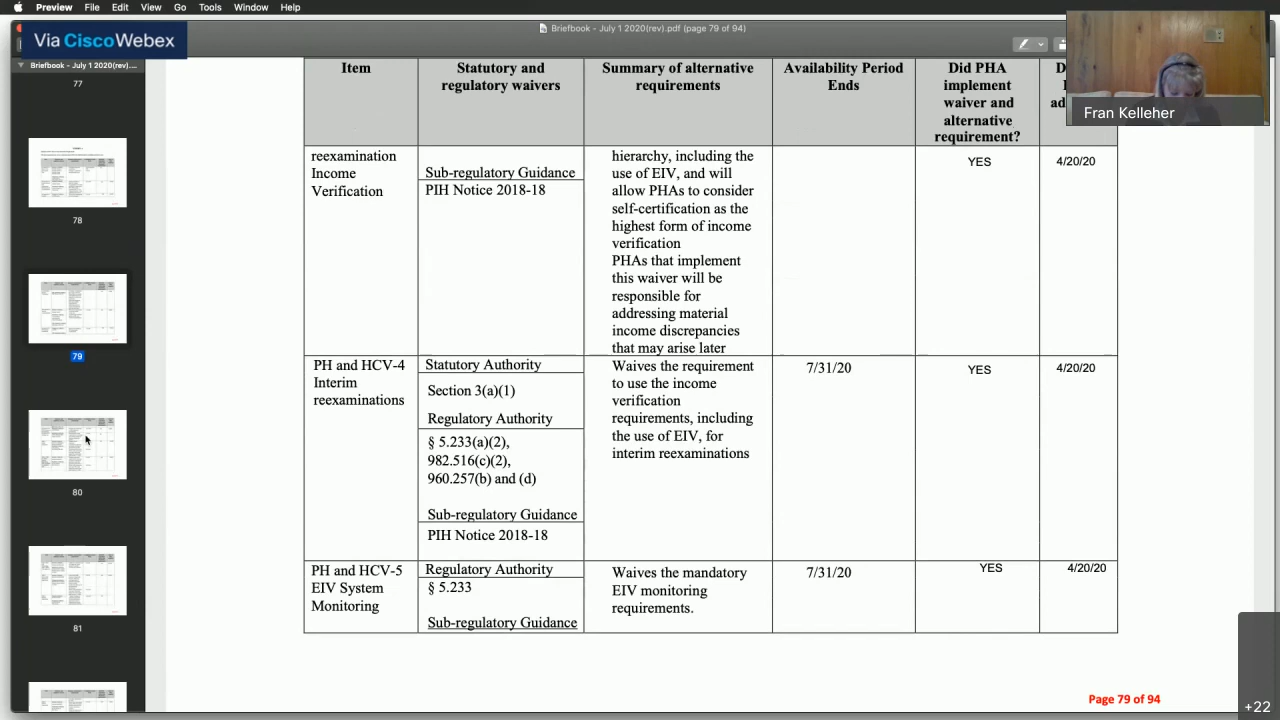 Preview File Edit View Go Tools Window Help
Via CiscoWebex
Briefbook - July 1 2020(rev).pdf (page 79 of 94)
Briefbook - July 1 2020(rev)....
77
78
79
80
81
Fran Kelleher
Item
Statutory and
regulatory waivers
Summary of alternative
requirements
Availability Period
Ends
Did PHA
implement
waiver and
alternative
requirement?
reexamination
Income
Verification
Sub-regulatory Guidance
PIH Notice 2018-18
hierarchy, including the
use of EIV, and will
allow PHAs to consider
self-certification as the
highest form of income
verification
PHAs that implement
this waiver will be
responsible for
addressing material
income discrepancies
that may arise later
YES
4/20/20
PH and HCV-4
Interim
reexaminations
Statutory Authority
Section 3(a)(1)
Regulatory Authority
§ 5.233(a)(2),
982.516(c)(2),
960.257(b) and (d)
Sub-regulatory Guidance
PIH Notice 2018-18
Waives the requirement
to use the income
verification
requirements, including
the use of EIV, for
interim reexaminations
7/31/20
YES
4/20/20
PH and HCV-5
EIV System
Monitoring
Regulatory Authority
§ 5.233
Sub-regulatory Guidance
Waives the mandatory
EIV monitoring
requirements.
7/31/20
YES
4/20/20
Page 79 of 94
+22